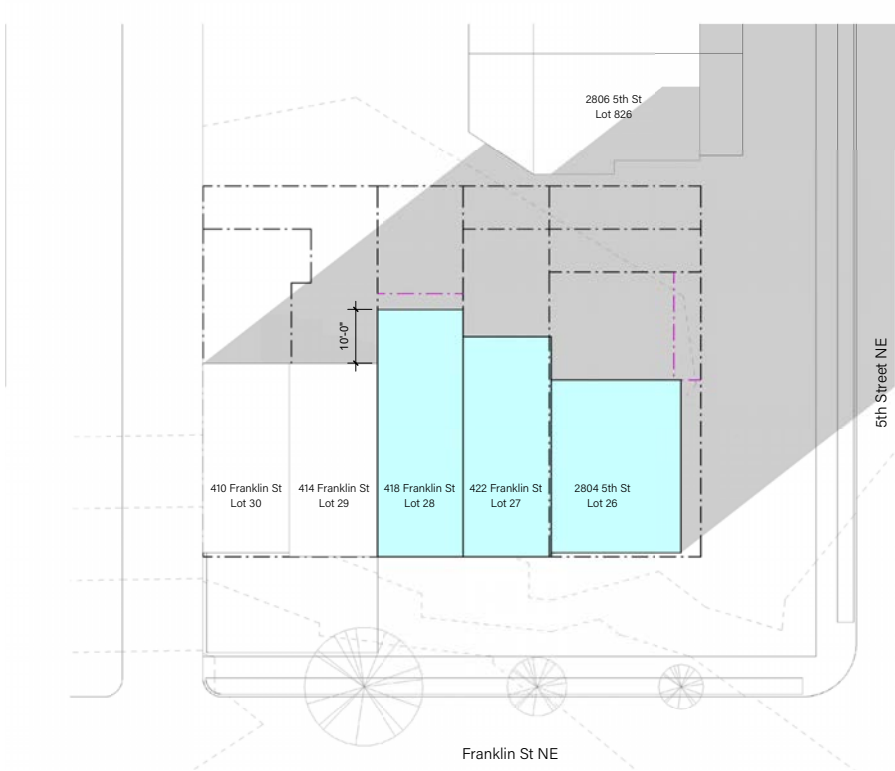 2806 5th St
Lot 826
10'-0"
5th Street NE
410 Franklin St
Lot 30
414 Franklin St
Lot 29
418 Franklin St
Lot 28
422 Franklin St
Lot 27
2804 5th St
Lot 26
Franklin St NE